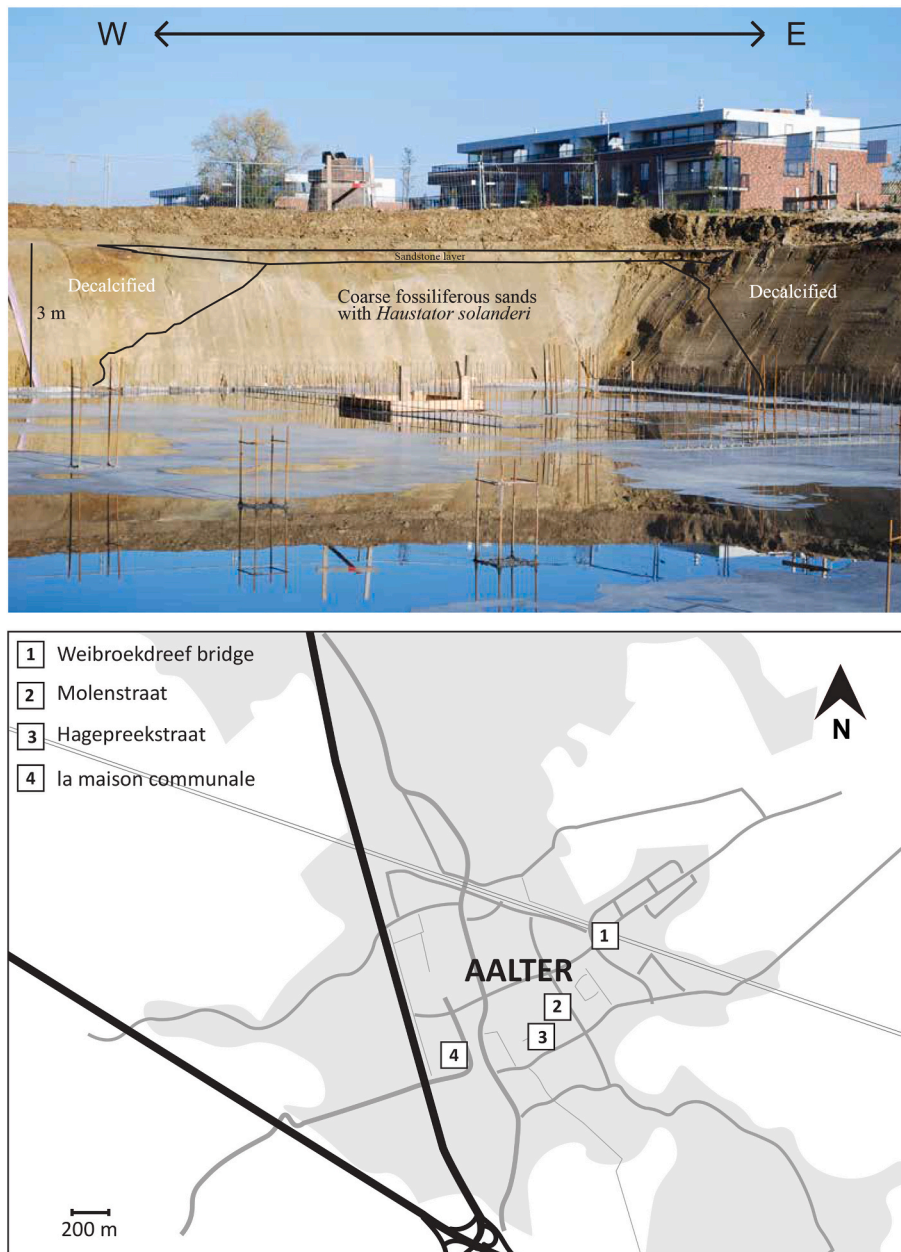 W E
Sandstone layer
Decalcified
Coarse fossiliferous sands
with Haustator solanderi
Decalcified
3 m
1 Weibroekdreef bridge
2 Molenstraat
3 Hagepreekstraat
4 la maison communale
N
1
AALTER
2
3
4
200 m